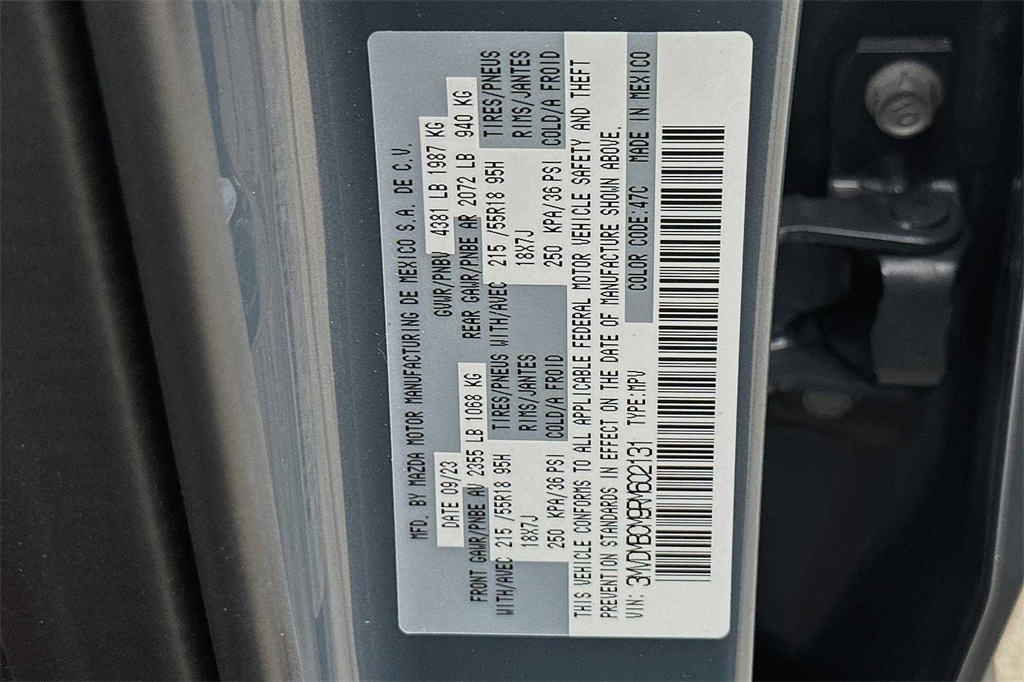 MFD. BY MAZDA MOTOR MANUFACTURING DE MEXICO S.A. DE C.V.
DATE 09/23 GVWR/PNBV 4381 LB 1987 KG
FRONT GAWR/PNBE AV 2355 LB 1068 KG REAR GAWR/PNBE AR 2072 LB 940 KG
WITH/AVEC 215 /55R18 95H TIRES/PNEUS WITH/AVEC 215 /55R18 95H TIRES/PNEUS
18X7J RIMS/JANTES 18X7J RIMS/JANTES
250 KPA/36 PSI COLD/A FROID 250 KPA/36 PSI COLD/A FROID
THIS VEHICLE CONFORMS TO ALL APPLICABLE FEDERAL MOTOR VEHICLE SAFETY AND THEFT
PREVENTION STANDARDS IN EFFECT ON THE DATE OF MANUFACTURE SHOWN ABOVE.
VIN: 3MVDMBCM9RM602131 TYPE:MPV COLOR CODE:47C MADE IN MEXICO